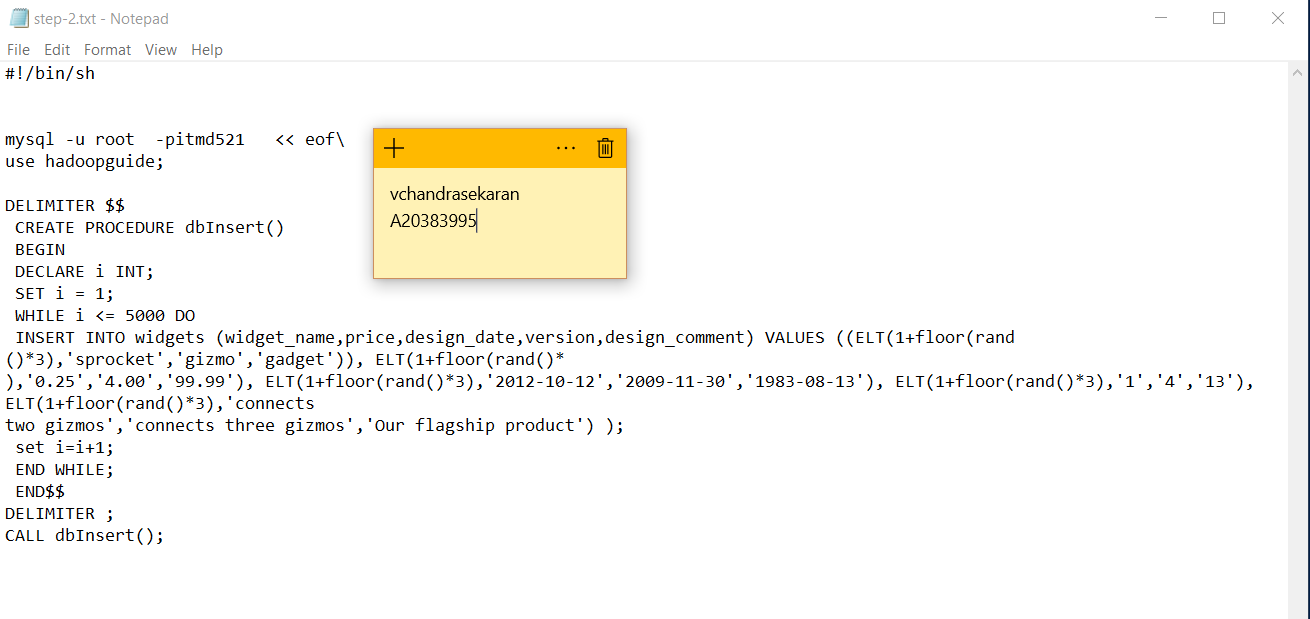 step-2.txt - Notepad
File Edit Format View Help
#!/bin/sh
mysql -u root  -pitmd521   << eof\
use hadoopguide;
DELIMITER $$
 CREATE PROCEDURE dbInsert()
 BEGIN
 DECLARE i INT;
 SET i = 1;
 WHILE i <= 5000 DO
 INSERT INTO widgets (widget_name,price,design_date,version,design_comment) VALUES ((ELT(1+floor(rand
()*3),'sprocket','gizmo','gadget')), ELT(1+floor(rand()*
),'0.25','4.00','99.99'), ELT(1+floor(rand()*3),'2012-10-12','2009-11-30','1983-08-13'), ELT(1+floor(rand()*3),'1','4','13'),
ELT(1+floor(rand()*3),'connects
two gizmos','connects three gizmos','Our flagship product') );
 set i=i+1;
 END WHILE;
 END$$
DELIMITER ;
CALL dbInsert();
vchandrasekaran
A20383995